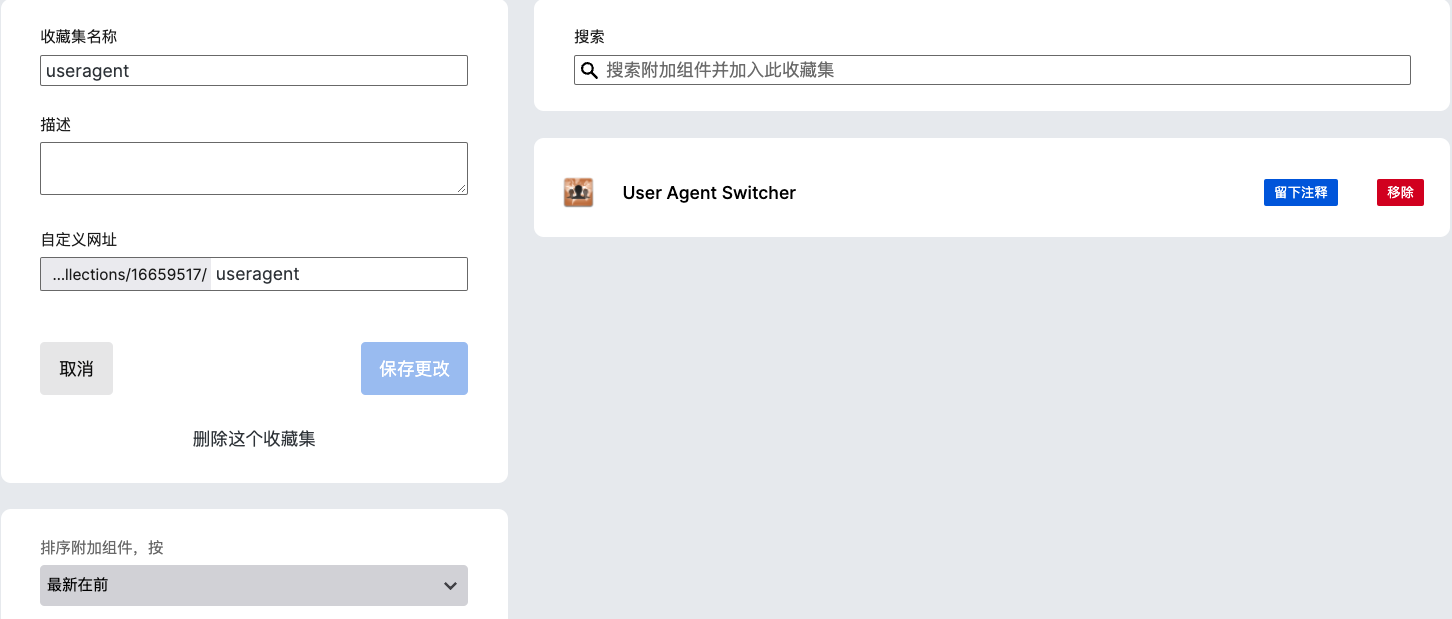 收藏集名称
useragent
描述
自定义网址
...llections/16659517/ useragent
取消
保存更改
删除这个收藏集
排序附加组件，按
最新在前
搜索
搜索附加组件并加入此收藏集
User Agent Switcher
留下注释
移除